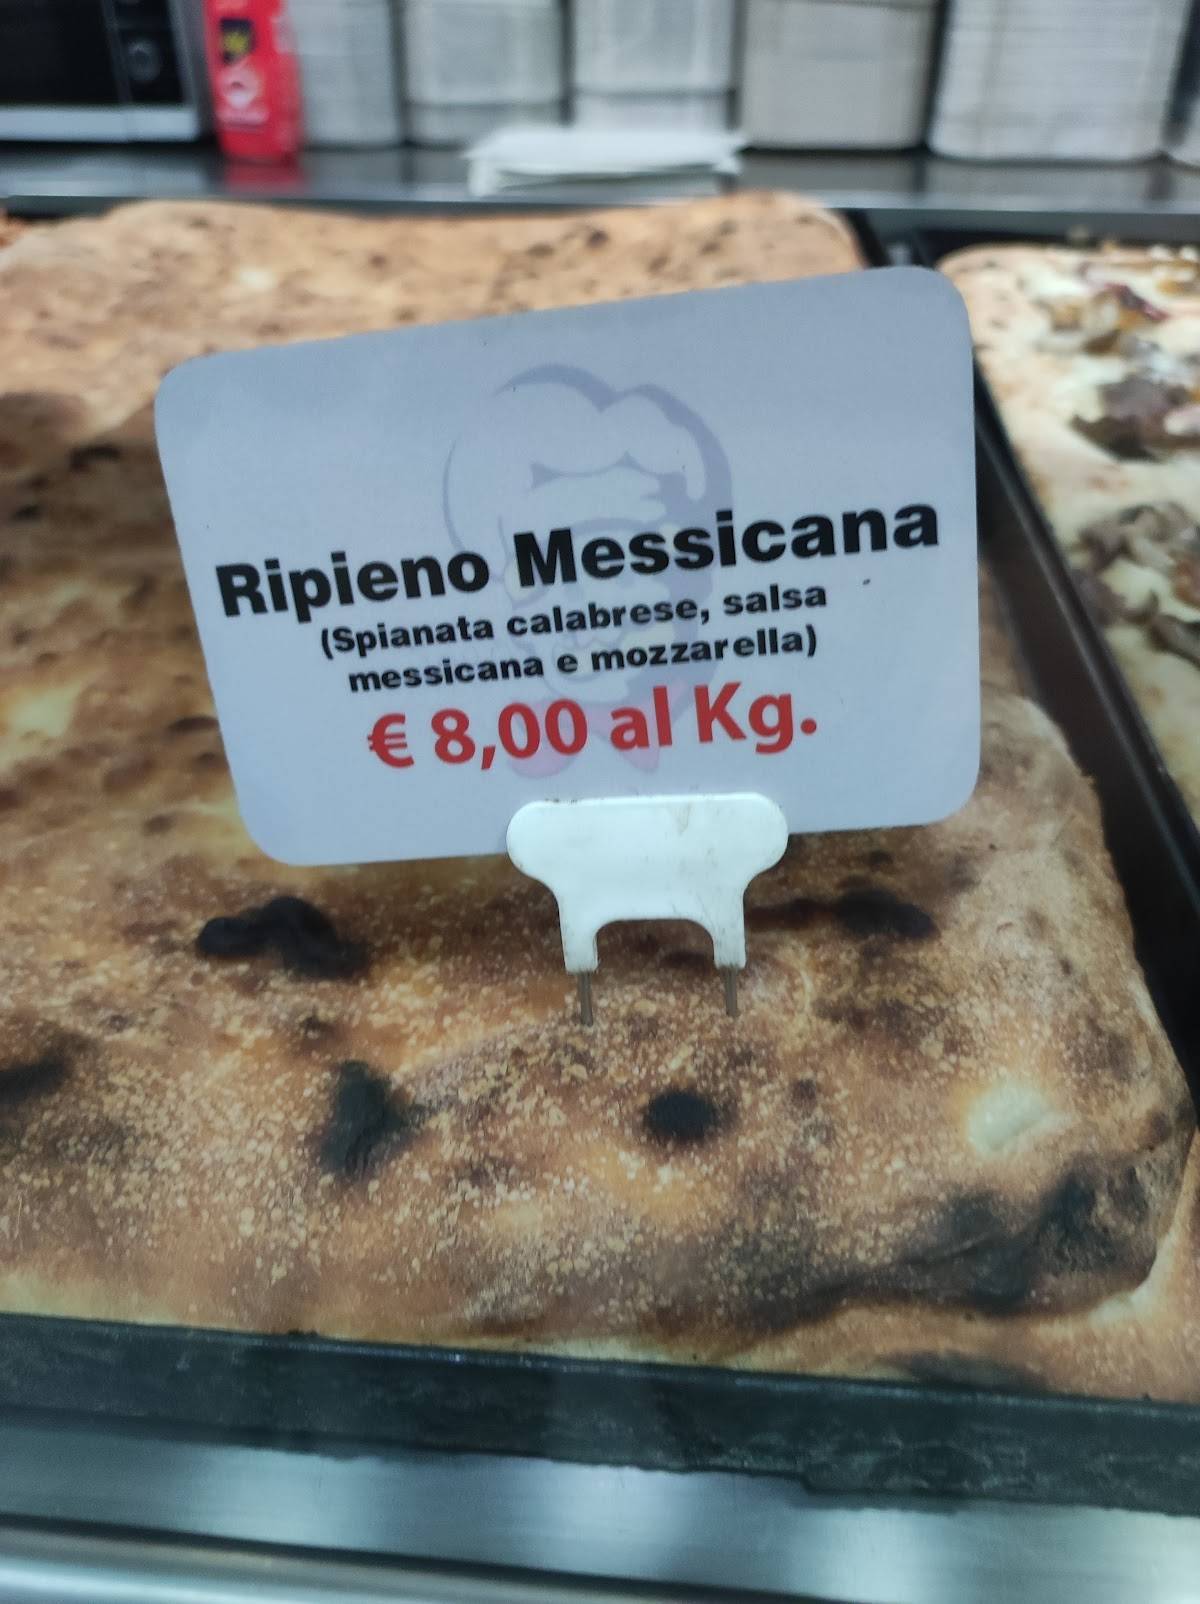 Ripieno Messicana
(Spianata calabrese, salsa
messicana e mozzarella)
€ 8,00 al Kg.